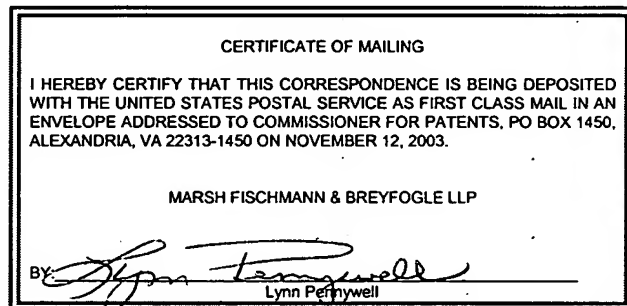 CERTIFICATE OF MAILING
I HEREBY CERTIFY THAT THIS CORRESPONDENCE IS BEING DEPOSITED
WITH THE UNITED STATES POSTAL SERVICE AS FIRST CLASS MAIL IN AN
ENVELOPE ADDRESSED TO COMMISSIONER FOR PATENTS, PO BOX 1450,
ALEXANDRIA, VA 22313-1450 ON NOVEMBER 12, 2003.
MARSH FISCHMANN & BREYFOGLE LLP
BY: Lynn Pennywell
Lynn Pennywell